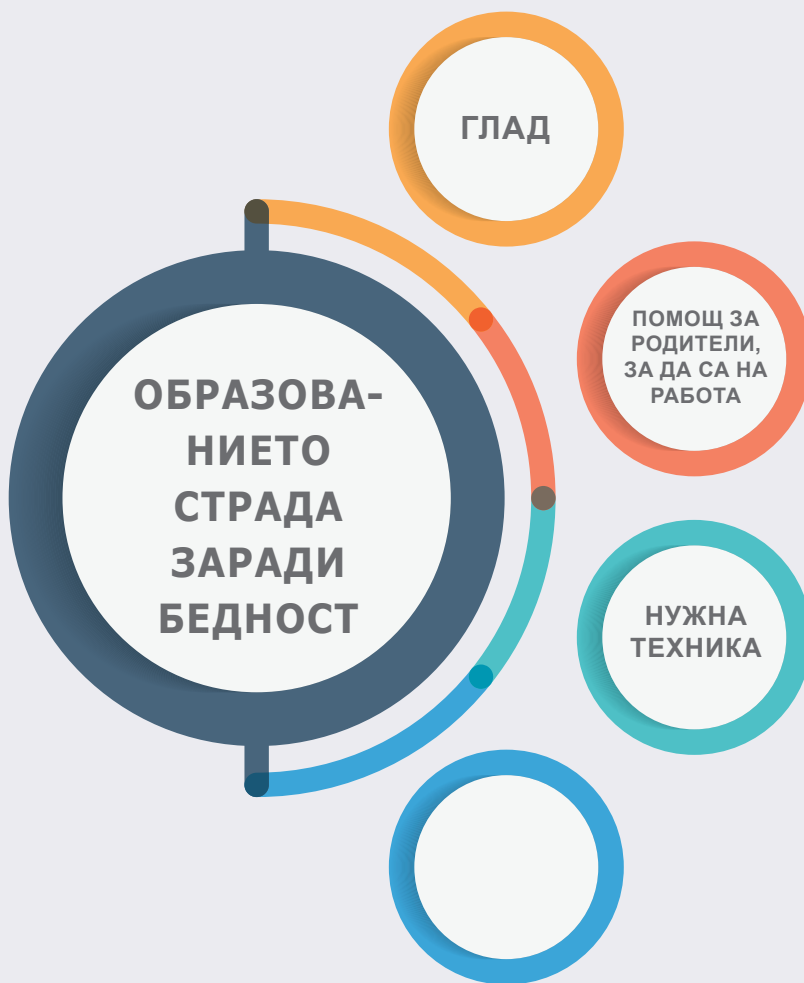 ГЛАД
ПОМОЩ ЗА
РОДИТЕЛИ,
ЗА ДА СА НА
РАБОТА
ОБРАЗОВА-
НИЕТО
СТРАДА
ЗАРАДИ
БЕДНОСТ
НУЖНА
ТЕХНИКА